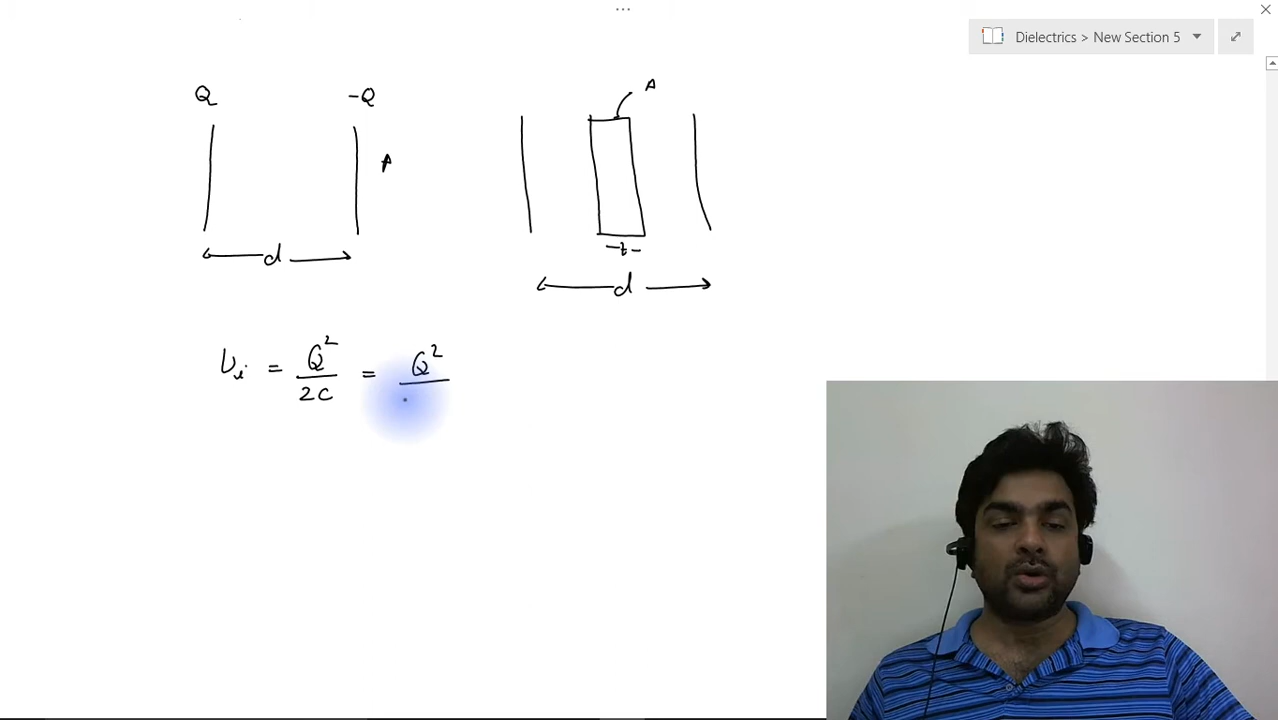 ...
Dielectrics > New Section 5
Q
-Q
A
d
A
-t-
d
Ui = Q² / 2C = Q²